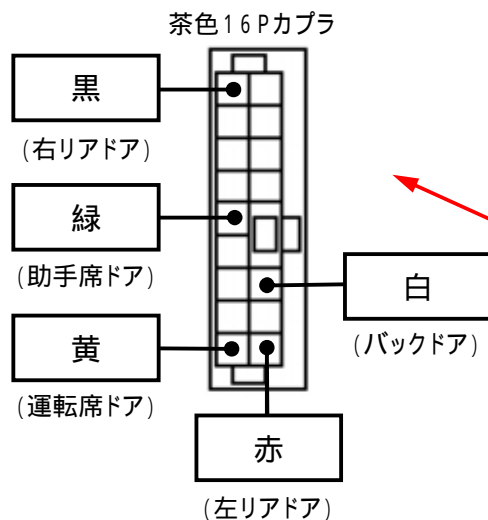 茶色16Pカプラ
黒
(右リアドア)
緑
(助手席ドア)
白
(バックドア)
黄
(運転席ドア)
赤
(左リアドア)